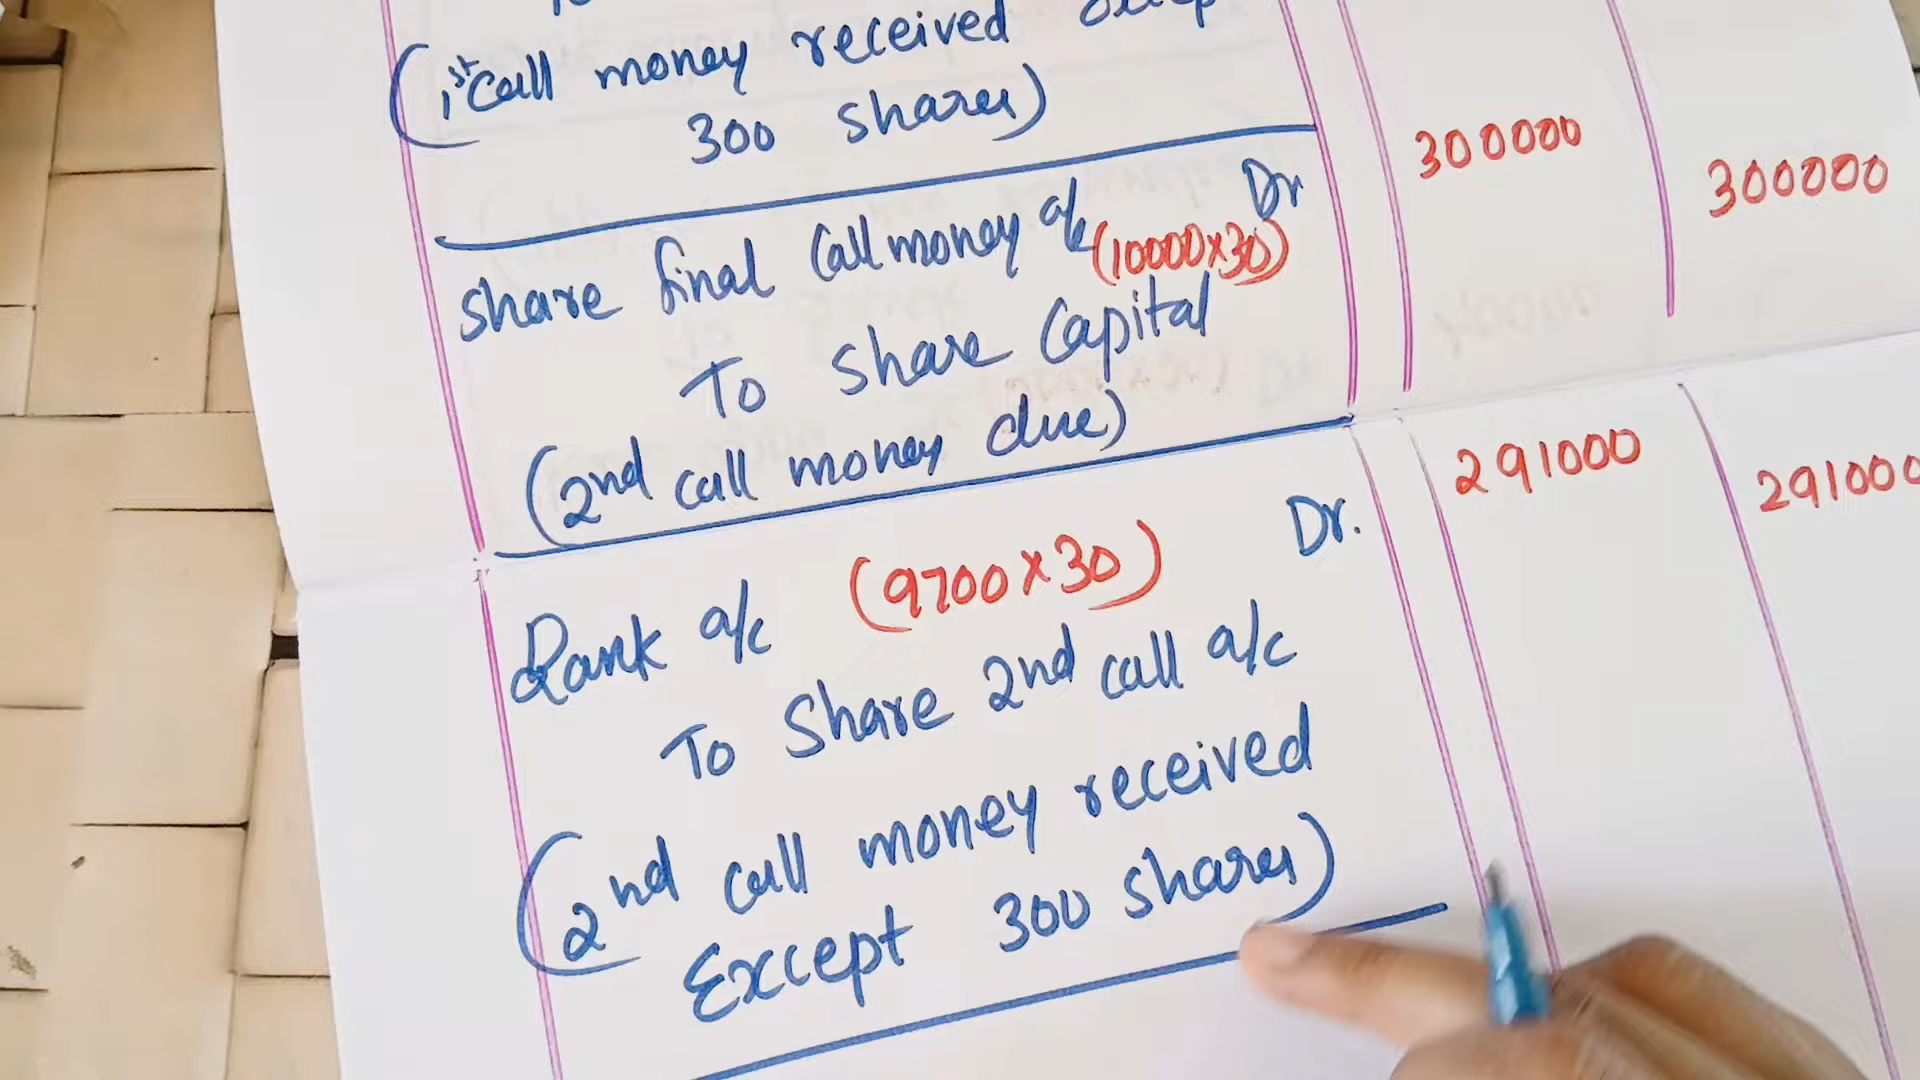 (1st Call money received
300 shares)
300000
Share final Call money a/c Dr
(10000x30)
300000
To share Capital
(2nd call money due)
291000
291000
Bank a/c (9700x30) Dr.
To Share 2nd call a/c
(2nd call money received
Except 300 shares)